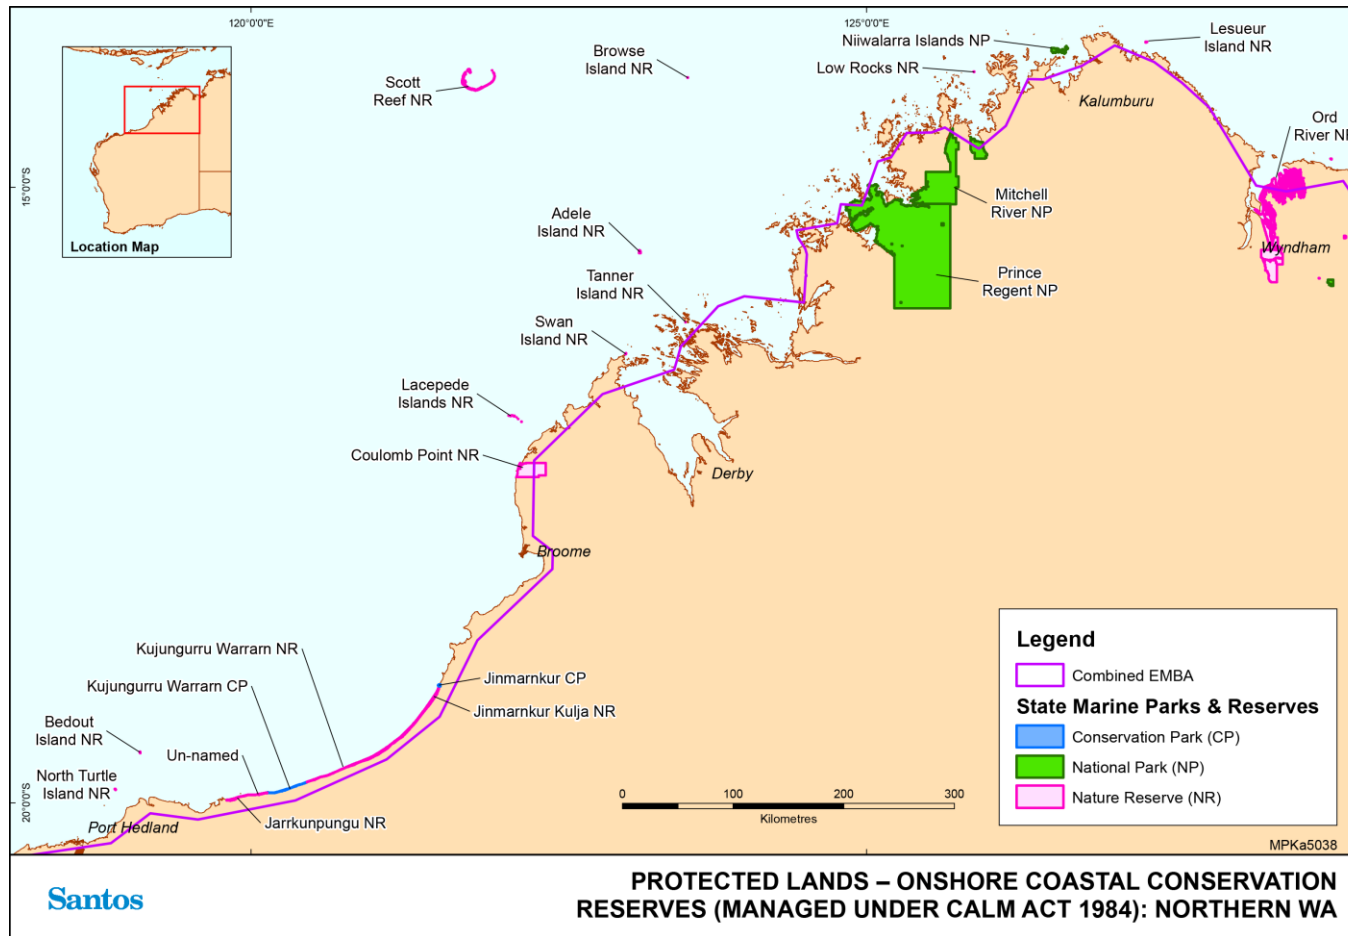 120°0'0"E
125°0'0"E
15°0'0"S
20°0'0"S
Location Map
Scott
Reef NR
Browse
Island NR
Niiwalarra Islands NP
Low Rocks NR
Lesueur
Island NR
Kalumburu
Ord
River NP
Mitchell
River NP
Wyndham
Prince
Regent NP
Adele
Island NR
Tanner
Island NR
Swan
Island NR
Lacepede
Islands NR
Coulomb Point NR
Derby
Broome
Kujungurru Warrarn NR
Kujungurru Warrarn CP
Jinmarnkur CP
Jinmarnkur Kulja NR
Bedout
Island NR
Un-named
North Turtle
Island NR
Port Hedland
Jarrkunpungu NR
0 100 200 300
Kilometres
Legend
Combined EMBA
State Marine Parks & Reserves
Conservation Park (CP)
National Park (NP)
Nature Reserve (NR)
MPKa5038
Santos
PROTECTED LANDS – ONSHORE COASTAL CONSERVATION
RESERVES (MANAGED UNDER CALM ACT 1984): NORTHERN WA